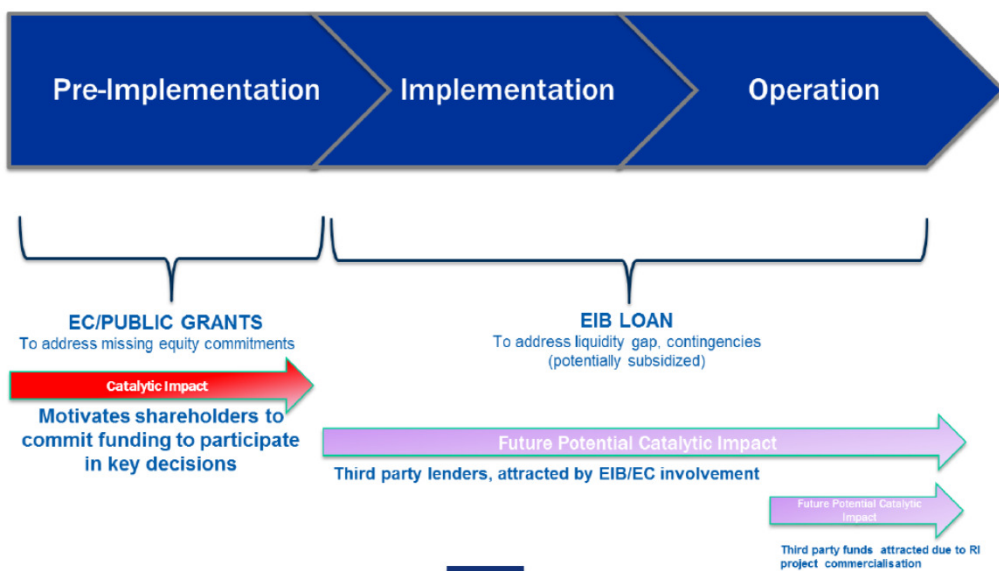 Pre-Implementation
Implementation
Operation
EC/PUBLIC GRANTS
To address missing equity commitments
EIB LOAN
To address liquidity gap, contingencies
(potentially subsidized)
Catalytic Impact
Motivates shareholders to
commit funding to participate
in key decisions
Future Potential Catalytic Impact
Third party lenders, attracted by EIB/EC involvement
Future Potential Catalytic
Impact
Third party funds attracted due to RI
project commercialisation